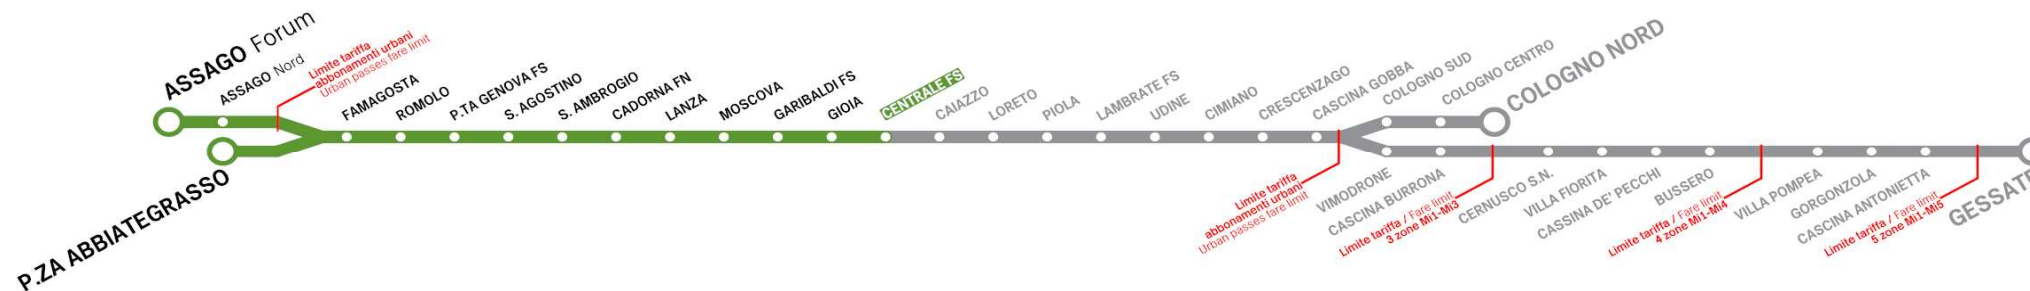 ASSAGO Forum
ASSAGO Nord
Limite tariffa
abbonamenti urbani
Urban passes fare limit
P.ZA ABBIATEGRASSO
FAMAGOSTA
ROMOLO
P.TA GENOVA FS
S. AGOSTINO
S. AMBROGIO
CADORNA FN
LANZA
MOSCOVA
GARIBALDI FS
GIOIA
CENTRALE FS
CAIAZZO
LORETO
PIOLA
LAMBRATE FS
UDINE
CIMIANO
CRESCENZAGO
CASCINA GOBBA
COLOGNO SUD
COLOGNO CENTRO
COLOGNO NORD
Limite tariffa
abbonamenti urbani
Urban passes fare limit
VIMODRONE
CASCINA BURRONA
Limite tariffa / Fare limit
3 zone Mi1-Mi3
CERNUSCO S.N.
VILLA FIORITA
CASSINA DE' PECCHI
BUSSERO
Limite tariffa / Fare limit
4 zone Mi1-Mi4
VILLA POMPEA
GORGONZOLA
CASCINA ANTONIETTA
Limite tariffa / Fare limit
5 zone Mi1-Mi5
GESSATE